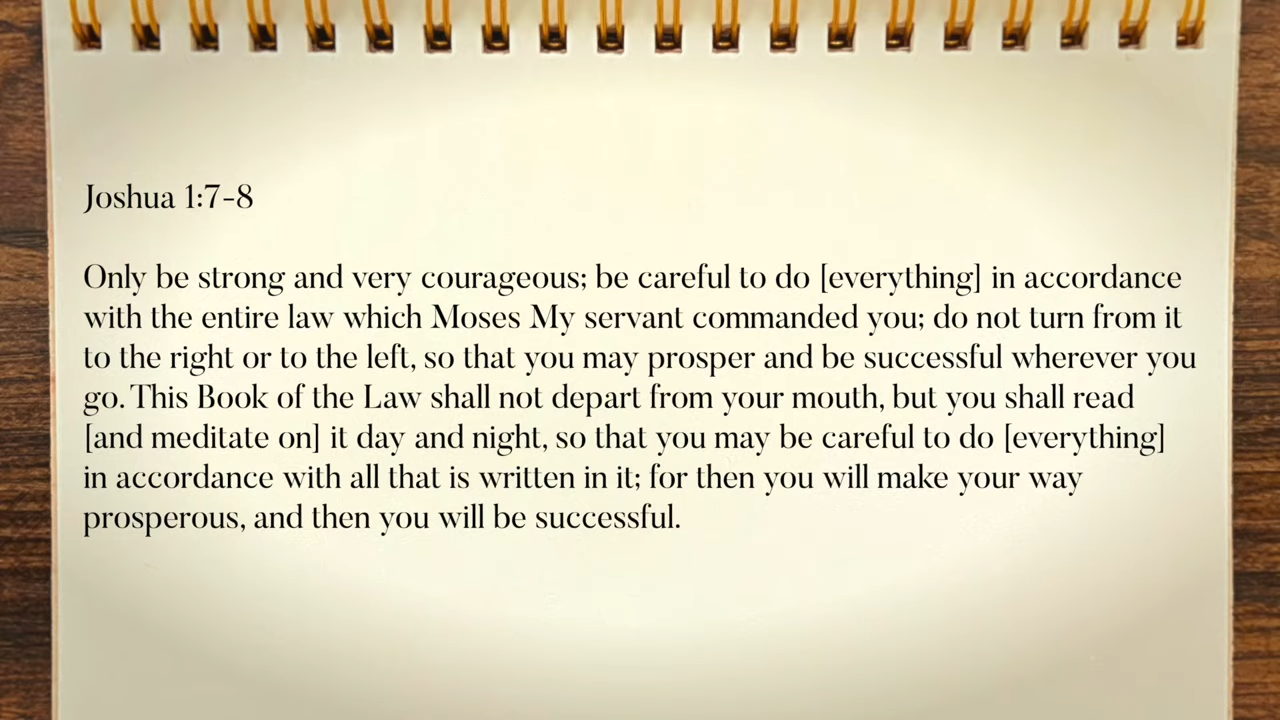 Joshua 1:7-8
Only be strong and very courageous; be careful to do [everything] in accordance
with the entire law which Moses My servant commanded you; do not turn from it
to the right or to the left, so that you may prosper and be successful wherever you
go. This Book of the Law shall not depart from your mouth, but you shall read
[and meditate on] it day and night, so that you may be careful to do [everything]
in accordance with all that is written in it; for then you will make your way
prosperous, and then you will be successful.